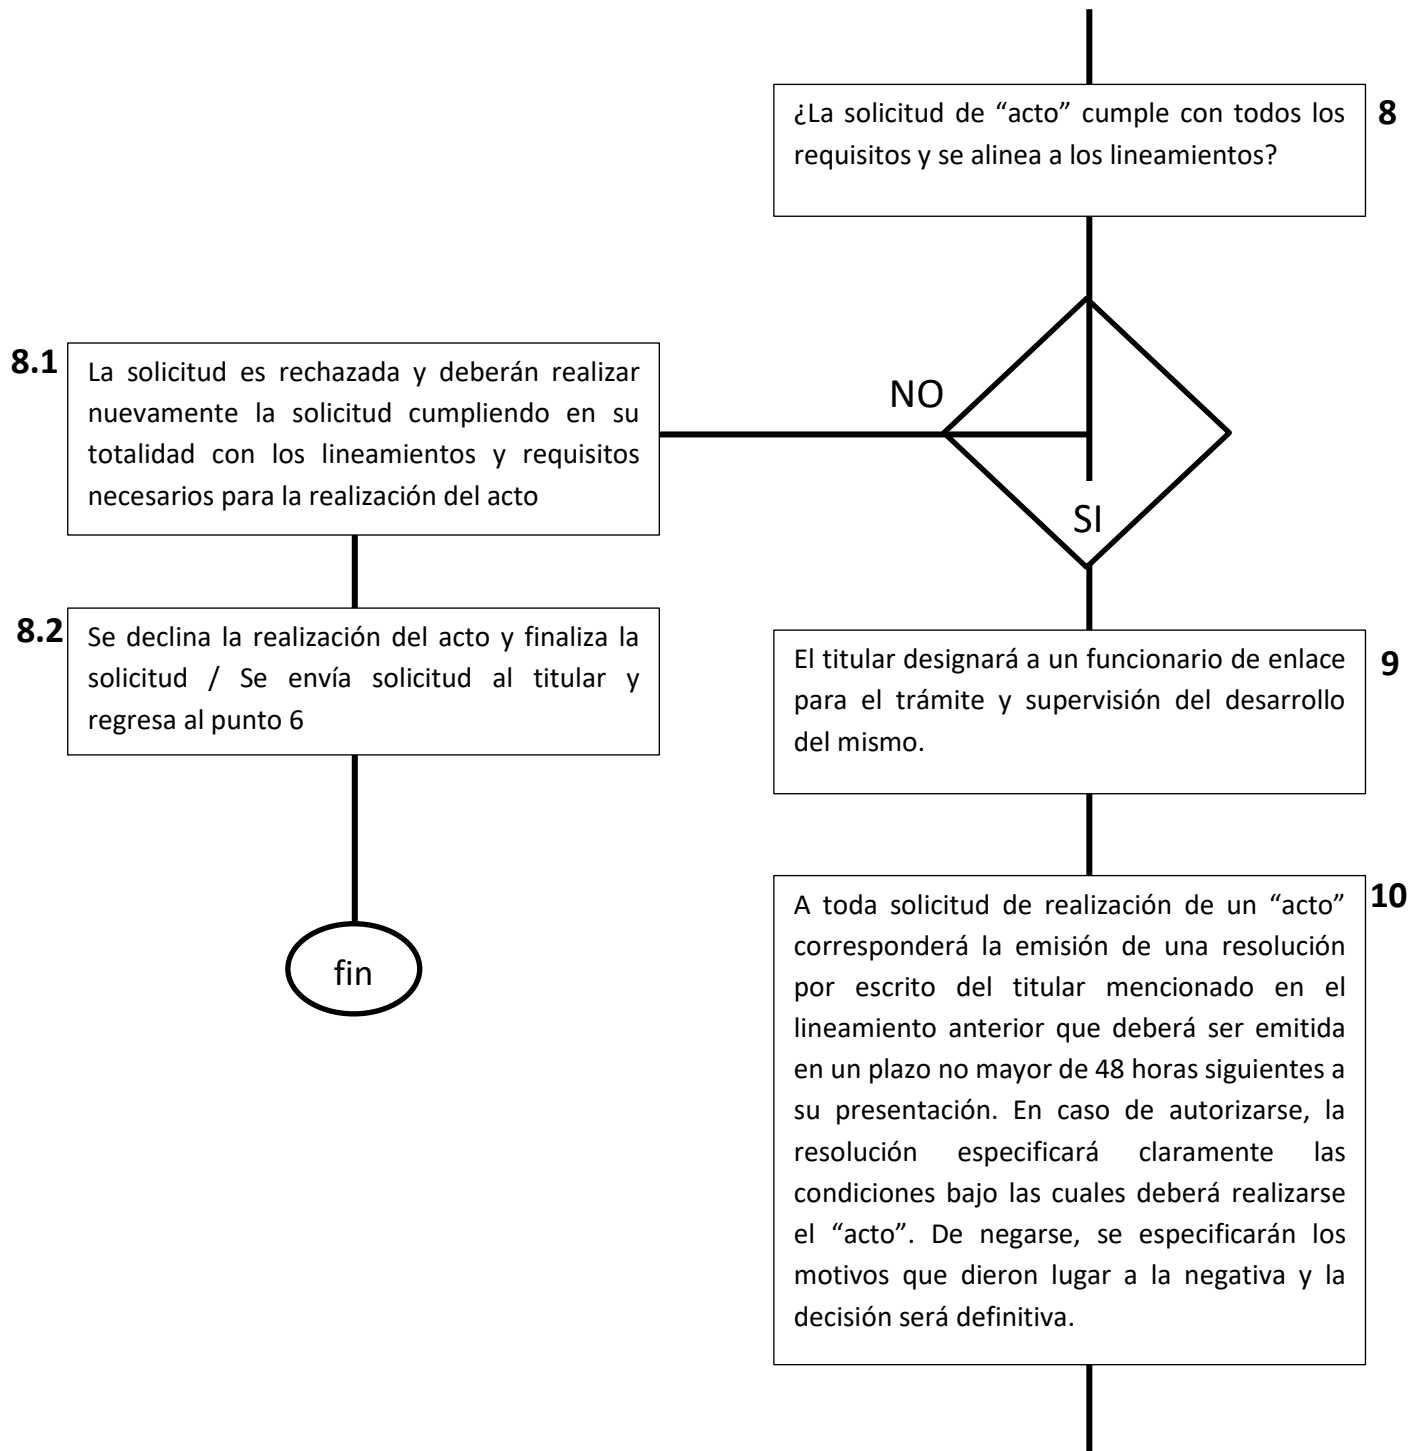 ¿La solicitud de “acto” cumple con todos los
requisitos y se alinea a los lineamientos?
8
NO
SI
8.1
La solicitud es rechazada y deberán realizar
nuevamente la solicitud cumpliendo en su
totalidad con los lineamientos y requisitos
necesarios para la realización del acto
8.2
Se declina la realización del acto y finaliza la
solicitud / Se envía solicitud al titular y
regresa al punto 6
fin
El titular designará a un funcionario de enlace
para el trámite y supervisión del desarrollo
del mismo.
9
A toda solicitud de realización de un “acto”
corresponderá la emisión de una resolución
por escrito del titular mencionado en el
lineamiento anterior que deberá ser emitida
en un plazo no mayor de 48 horas siguientes a
su presentación. En caso de autorizarse, la
resolución especificará claramente las
condiciones bajo las cuales deberá realizarse
el “acto”. De negarse, se especificarán los
motivos que dieron lugar a la negativa y la
decisión será definitiva.
10